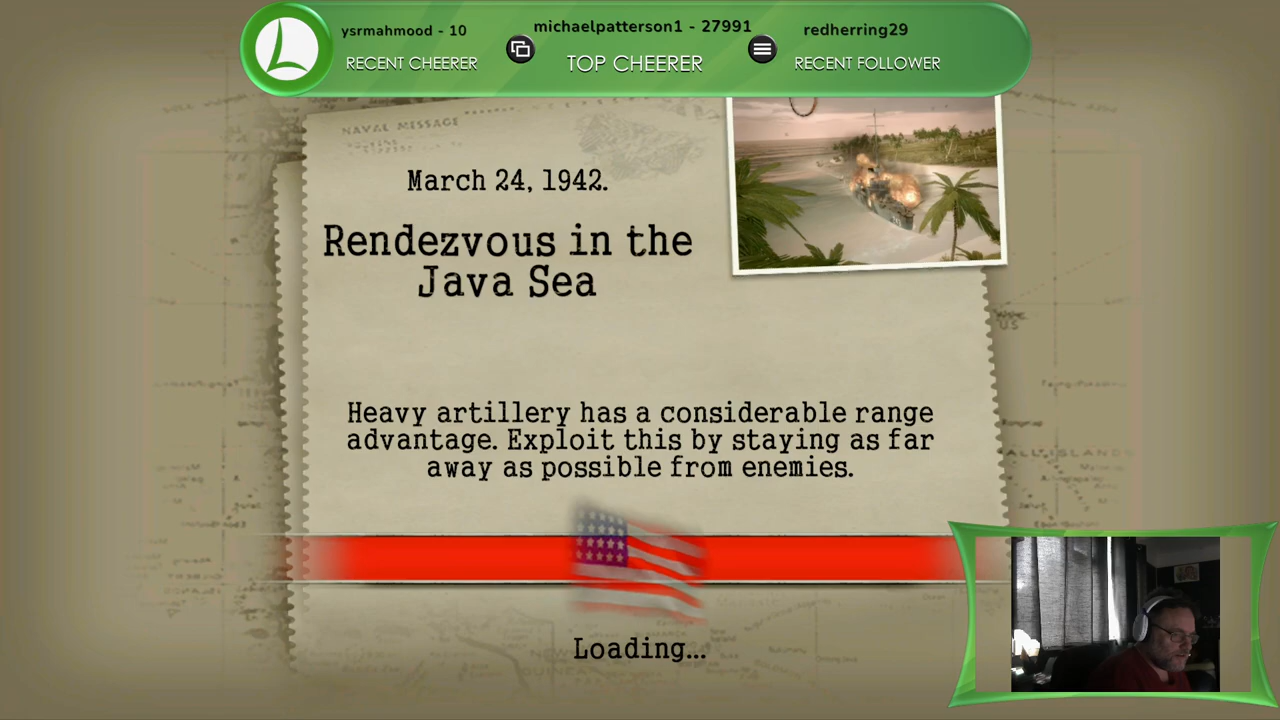 ysrmahmood - 10
michaelpatterson1 - 27991
redherring29
RECENT CHEERER
TOP CHEERER
RECENT FOLLOWER
NAVAL MESSAGE
March 24, 1942.
Rendezvous in the
Java Sea
Heavy artillery has a considerable range
advantage. Exploit this by staying as far
away as possible from enemies.
Loading...